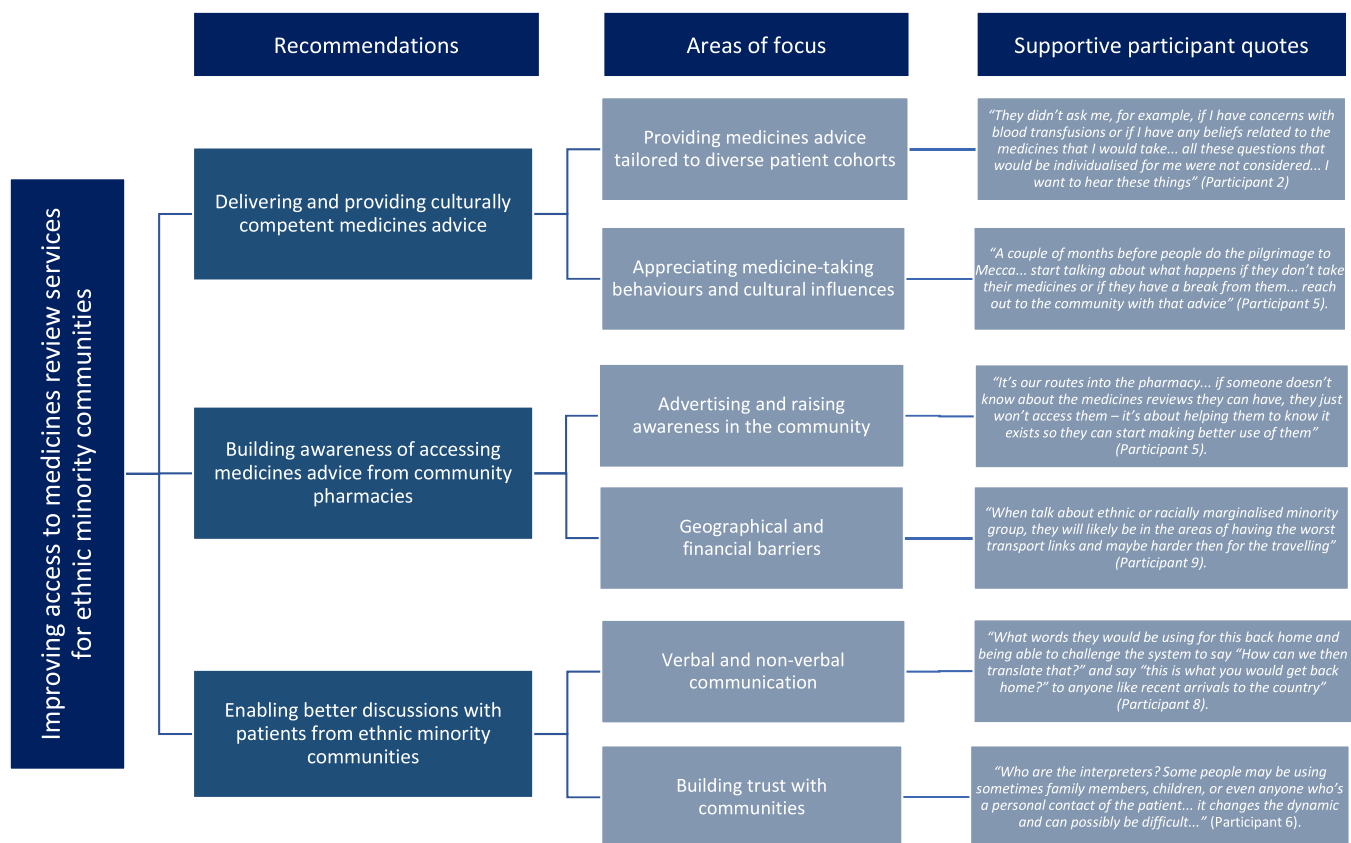 Recommendations
Areas of focus
Supportive participant quotes
Improving access to medicines review services
for ethnic minority communities
Delivering and providing culturally
competent medicines advice
Providing medicines advice
tailored to diverse patient cohorts
“They didn’t ask me, for example, if I have concerns with
blood transfusions or if I have any beliefs related to the
medicines that I would take... all these questions that
would be individualised for me were not considered... I
want to hear these things” (Participant 2)
Appreciating medicine-taking
behaviours and cultural influences
“A couple of months before people do the pilgrimage to
Mecca... start talking about what happens if they don’t take
their medicines or if they have a break from them... reach
out to the community with that advice” (Participant 5).
Building awareness of accessing
medicines advice from community
pharmacies
Advertising and raising
awareness in the community
“It’s our routes into the pharmacy... if someone doesn’t
know about the medicines reviews they can have, they just
won’t access them – it’s about helping them to know it
exists so they can start making better use of them”
(Participant 5).
Geographical and
financial barriers
“When talk about ethnic or racially marginalised minority
group, they will likely be in the areas of having the worst
transport links and maybe harder then for the travelling”
(Participant 9).
Enabling better discussions with
patients from ethnic minority
communities
Verbal and non-verbal
communication
“What words they would be using for this back home and
being able to challenge the system to say “How can we then
translate that?” and say “this is what you would get back
home?” to anyone like recent arrivals to the country”
(Participant 8).
Building trust with
communities
“Who are the interpreters? Some people may be using
sometimes family members, children, or even anyone who’s
a personal contact of the patient... it changes the dynamic
and can possibly be difficult...” (Participant 6).